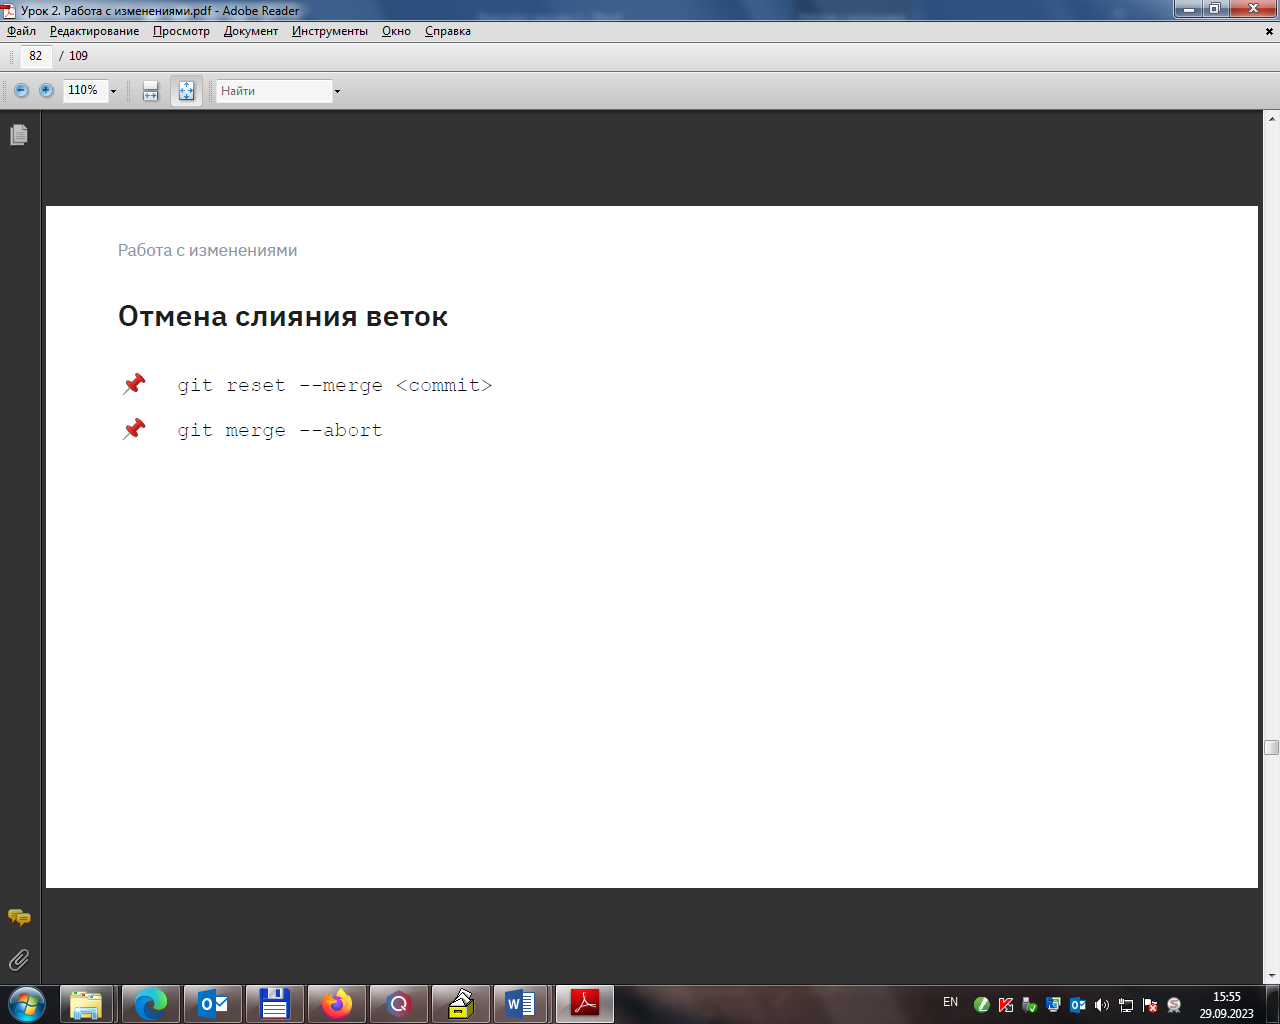 Урок 2. Работа с изменениями.pdf - Adobe Reader
Файл Редактирование Просмотр Документ Инструменты Окно Справка
82 / 109
110% Найти
Работа с изменениями
Отмена слияния веток
git reset --merge <commit>
git merge --abort
EN
15:55
29.09.2023